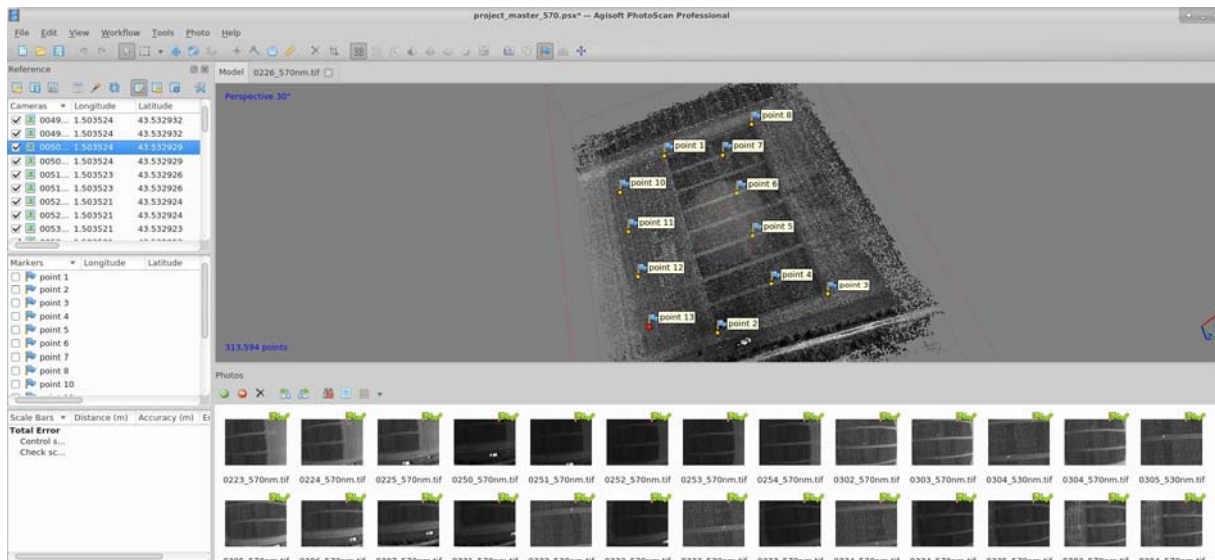 project_master_570.psx* — Agisoft PhotoScan Professional
File Edit View Workflow Tools Photo Help
Reference
Model 0226_570nm.tif
Cameras Longitude Latitude
0049... 1.503524 43.532932
0049... 1.503524 43.532932
0050... 1.503524 43.532929
0050... 1.503524 43.532929
0051... 1.503523 43.532926
0051... 1.503523 43.532926
0052... 1.503521 43.532924
0052... 1.503521 43.532924
0053... 1.503521 43.532923
Markers Longitude Latitude
point 1
point 2
point 3
point 4
point 5
point 6
point 7
point 8
point 10
Scale Bars Distance (m) Accuracy (m)
Total Error
Control s...
Check sc...
Perspective 30°
point 8
point 1
point 7
point 10
point 6
point 11
point 5
point 12
point 4
point 3
point 13
point 2
313,594 points
Photos
0223_570nm.tif 0224_570nm.tif 0225_570nm.tif 0250_570nm.tif 0251_570nm.tif 0252_570nm.tif 0253_570nm.tif 0254_570nm.tif 0302_570nm.tif 0303_570nm.tif 0304_530nm.tif 0304_570nm.tif 0305_530nm.tif